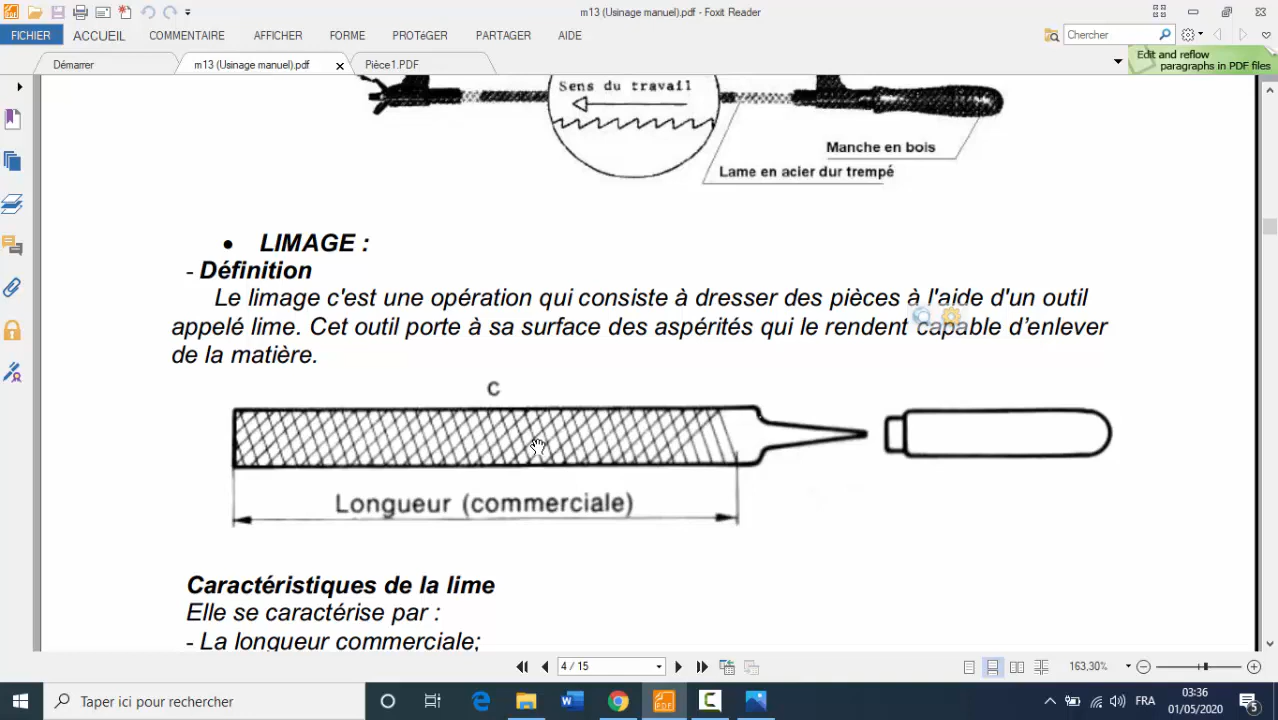 m13 (Usinage manuel).pdf - Foxit Reader
FICHIER ACCUEIL COMMENTAIRE AFFICHER FORME PROTéGER PARTAGER AIDE
Chercher
Démarrer m13 (Usinage manuel).pdf Pièce1.PDF
Edit and reflow
paragraphs in PDF files
Sens du travail
Manche en bois
Lame en acier dur trempé
• LIMAGE :
- Définition
Le limage c'est une opération qui consiste à dresser des pièces à l'aide d'un outil
appelé lime. Cet outil porte à sa surface des aspérités qui le rendent capable d’enlever
de la matière.
C
Longueur (commerciale)
Caractéristiques de la lime
Elle se caractérise par :
- La longueur commerciale;
4 / 15
163,30%
Taper ici pour rechercher
FRA
03:36
01/05/2020
5